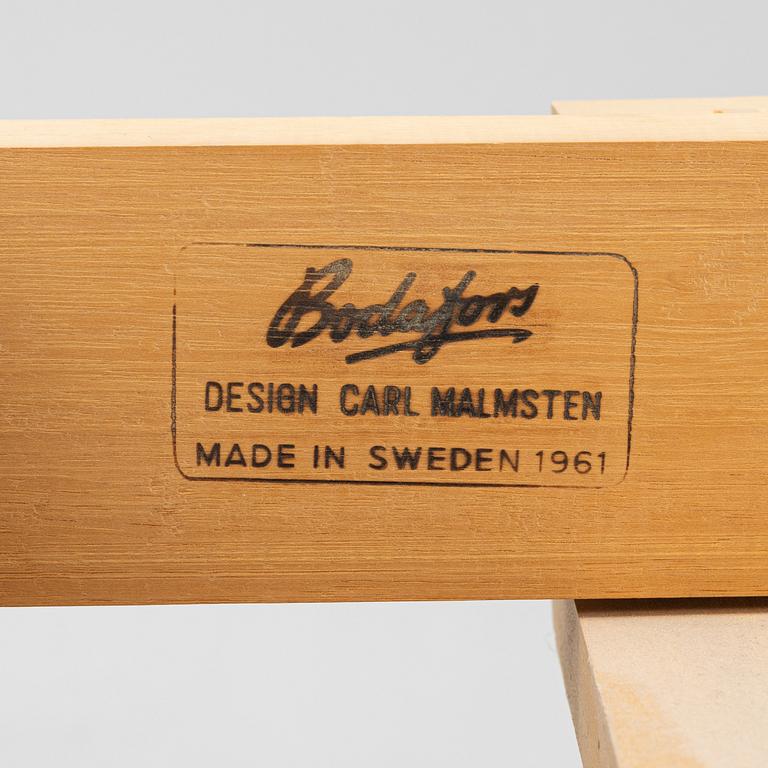 Bodafors
DESIGN CARL MALMSTEN
MADE IN SWEDEN 1961